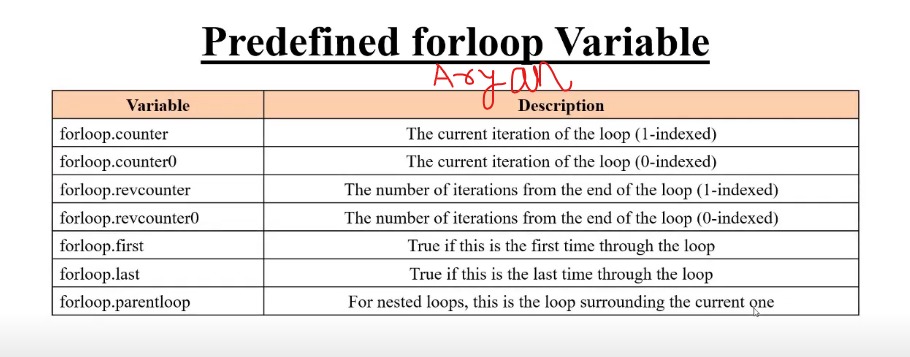 Predefined forloop Variable
Aryan
Variable Description
forloop.counter The current iteration of the loop (1-indexed)
forloop.counter0 The current iteration of the loop (0-indexed)
forloop.revcounter The number of iterations from the end of the loop (1-indexed)
forloop.revcounter0 The number of iterations from the end of the loop (0-indexed)
forloop.first True if this is the first time through the loop
forloop.last True if this is the last time through the loop
forloop.parentloop For nested loops, this is the loop surrounding the current one